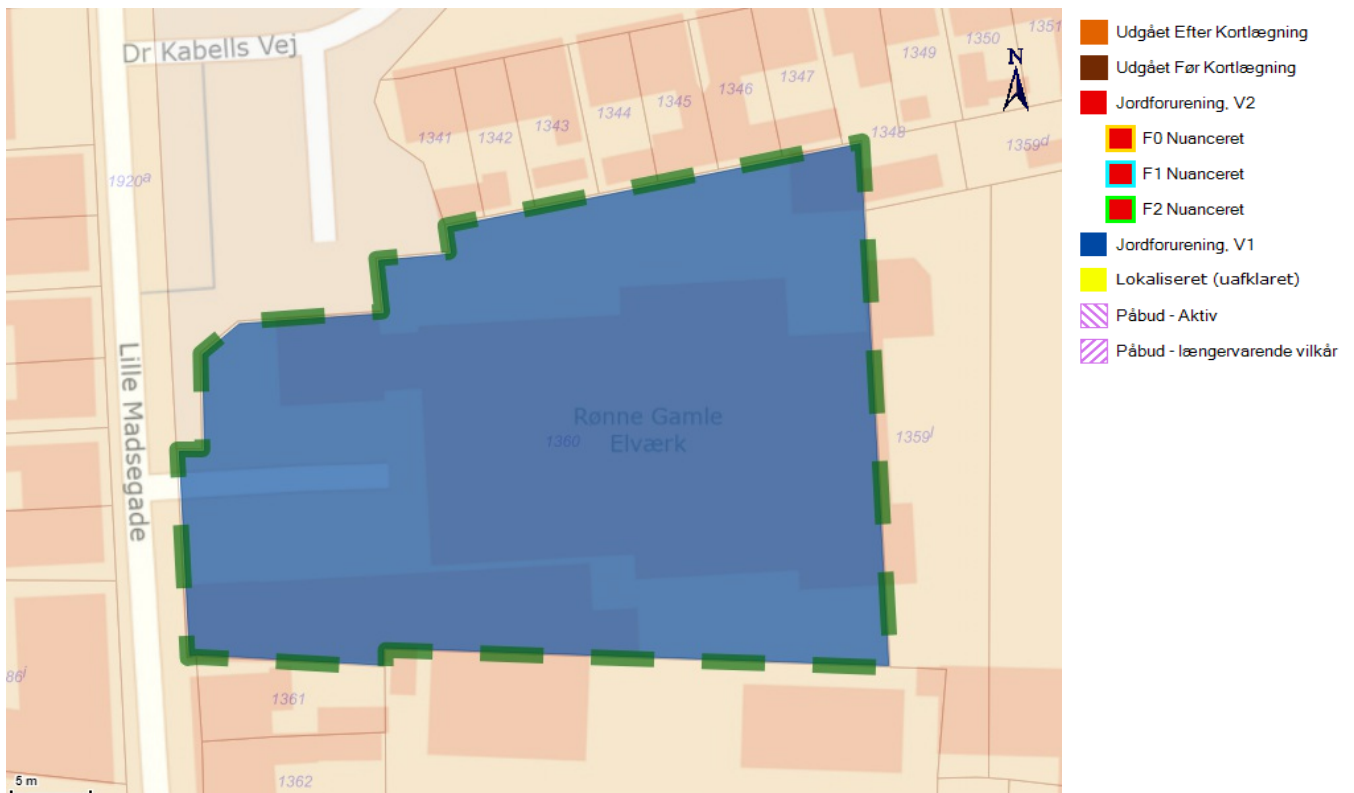 Dr Kabells Vej
1351
1350
1349
N
1347
1346
1345
1344
1343
1342
1341
1348
1359d
1920a
Lille Madsegade
Rønne Gamle
Elværk
1360
1359l
1361
1362
86l
5 m
Udgået Efter Kortlægning
Udgået Før Kortlægning
Jordforurening, V2
F0 Nuanceret
F1 Nuanceret
F2 Nuanceret
Jordforurening, V1
Lokaliseret (uafklaret)
Påbud - Aktiv
Påbud - længervarende vilkår